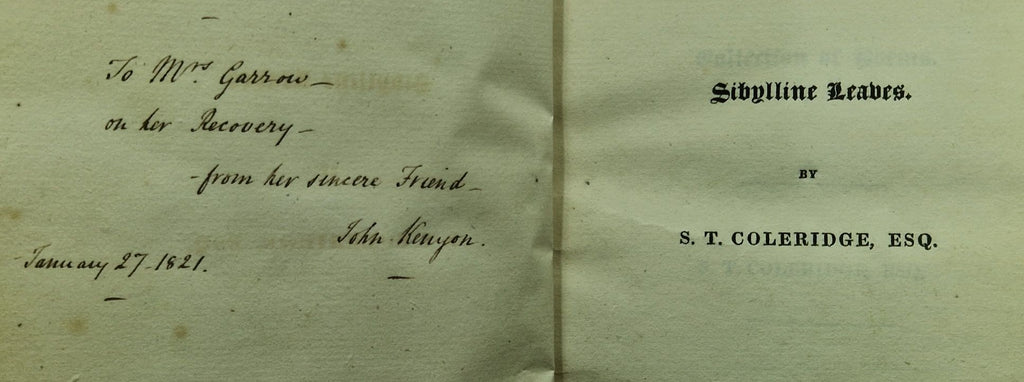 To Mrs Garrow—
on her Recovery—
-from her sincere Friend—
John Kenyon.
January 27-1821.
Sibylline Leaves.
BY
S. T. COLERIDGE, ESQ.